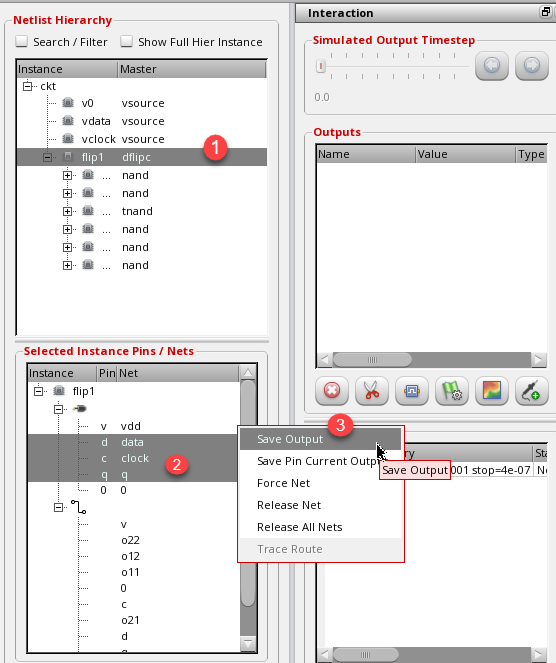 Netlist Hierarchy
Search / Filter
Show Full Hier Instance
Instance Master
ckt
v0 vsource
vdata vsource
vclock vsource
flip1 dflipc
1
... nand
... nand
... tnand
... nand
... nand
... nand
Selected Instance Pins / Nets
Instance Pin Net
flip1
v vdd
d data
c clock
q q
2
0 0
v
o22
o12
o11
0
c
o21
d
Interaction
Simulated Output Timestep
0.0
Outputs
Name Value Type
3
Save Output
Save Pin Current Outp
Force Net
Release Net
Release All Nets
Trace Route
Save Output
ry Sta
001 stop=4e-07 No